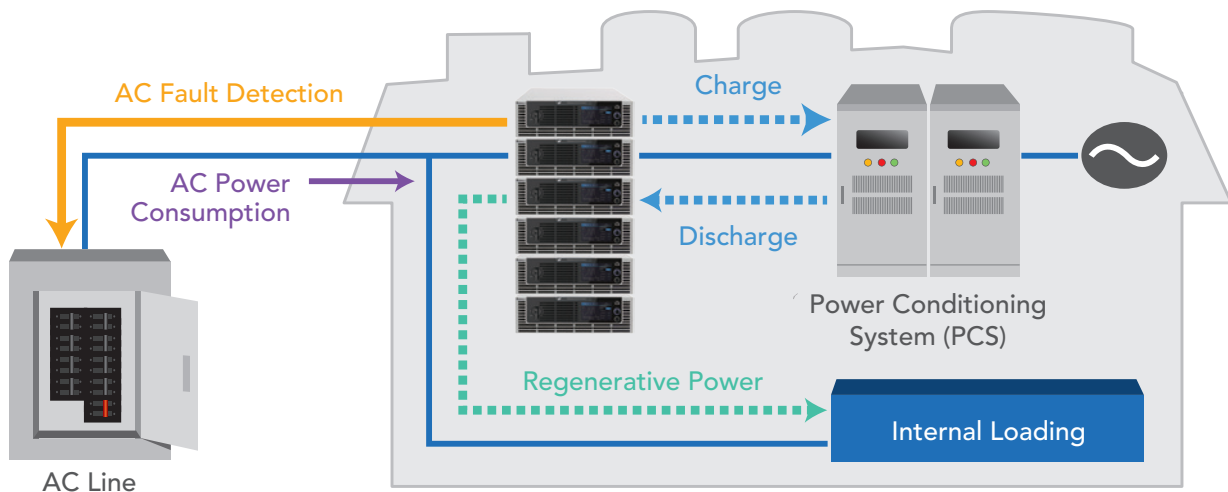 AC Fault Detection
Charge
AC Power
Consumption
Discharge
Power Conditioning
System (PCS)
Regenerative Power
Internal Loading
AC Line